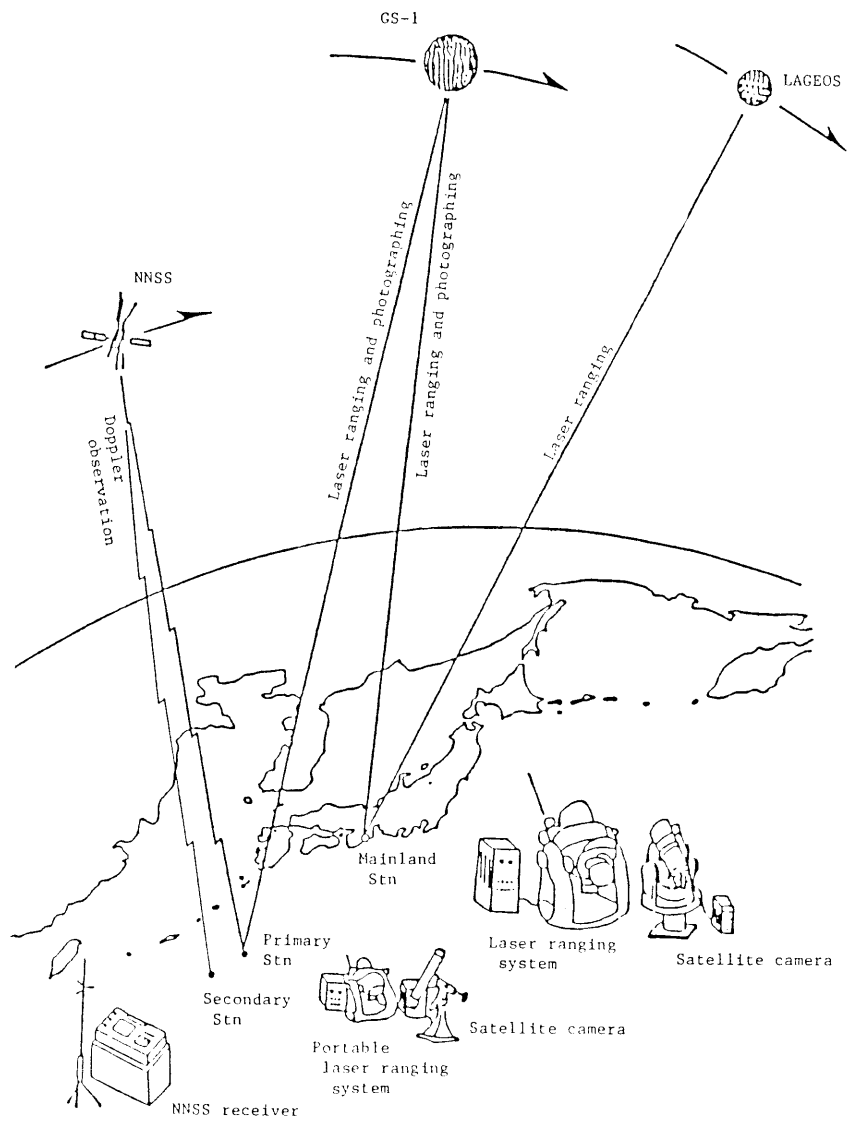 GS-1
LAGEOS
NNSS
Laser ranging and photographing
Laser ranging and photographing
Laser ranging
Doppler
observation
Mainland
Stn
Primary
Stn
Secondary
Stn
Laser ranging
system
Satellite camera
Satellite camera
Portable
laser ranging
system
NNSS receiver